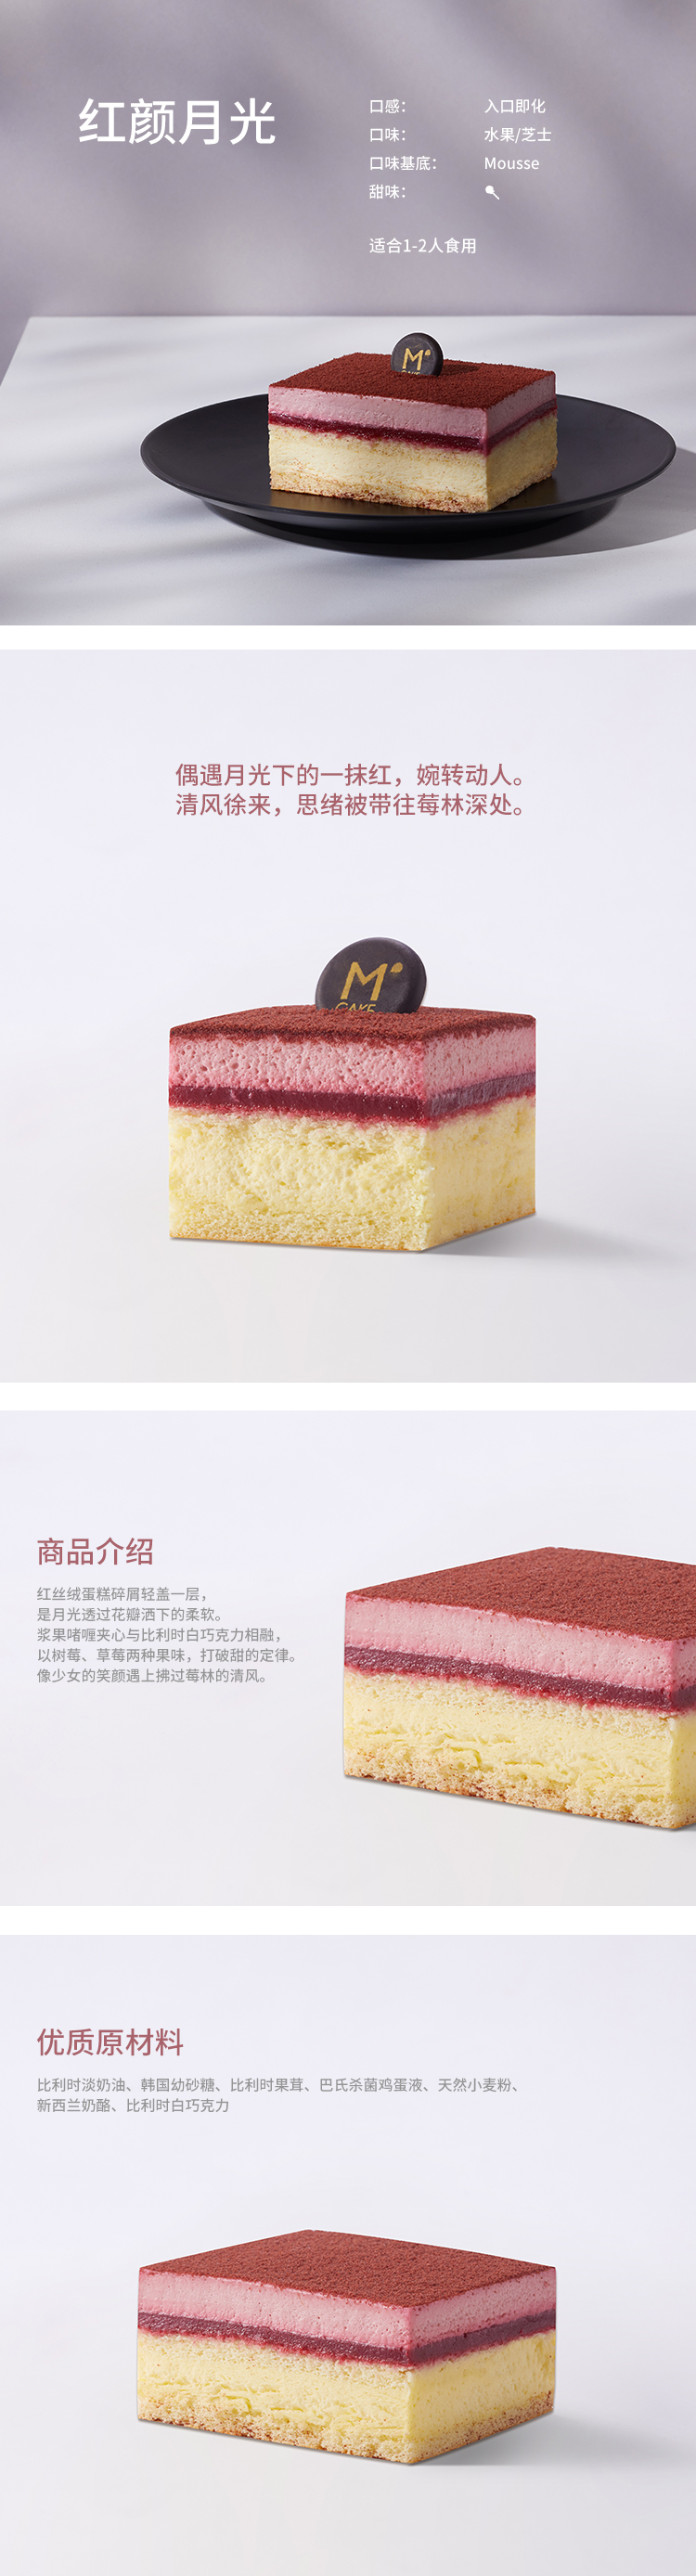 红颜月光
口感： 入口即化
口味： 水果/芝士
口味基底： Mousse
甜味：
适合1-2人食用
M
CAKE
偶遇月光下的一抹红，婉转动人。
清风徐来，思绪被带往莓林深处。
M
CAKE
商品介绍
红丝绒蛋糕碎屑轻盖一层，
是月光透过花瓣洒下的柔软。
浆果啫喱夹心与比利时白巧克力相融，
以树莓、草莓两种果味，打破甜的定律。
像少女的笑颜遇上拂过莓林的清风。
优质原材料
比利时淡奶油、韩国幼砂糖、比利时果茸、巴氏杀菌鸡蛋液、天然小麦粉、
新西兰奶酪、比利时白巧克力